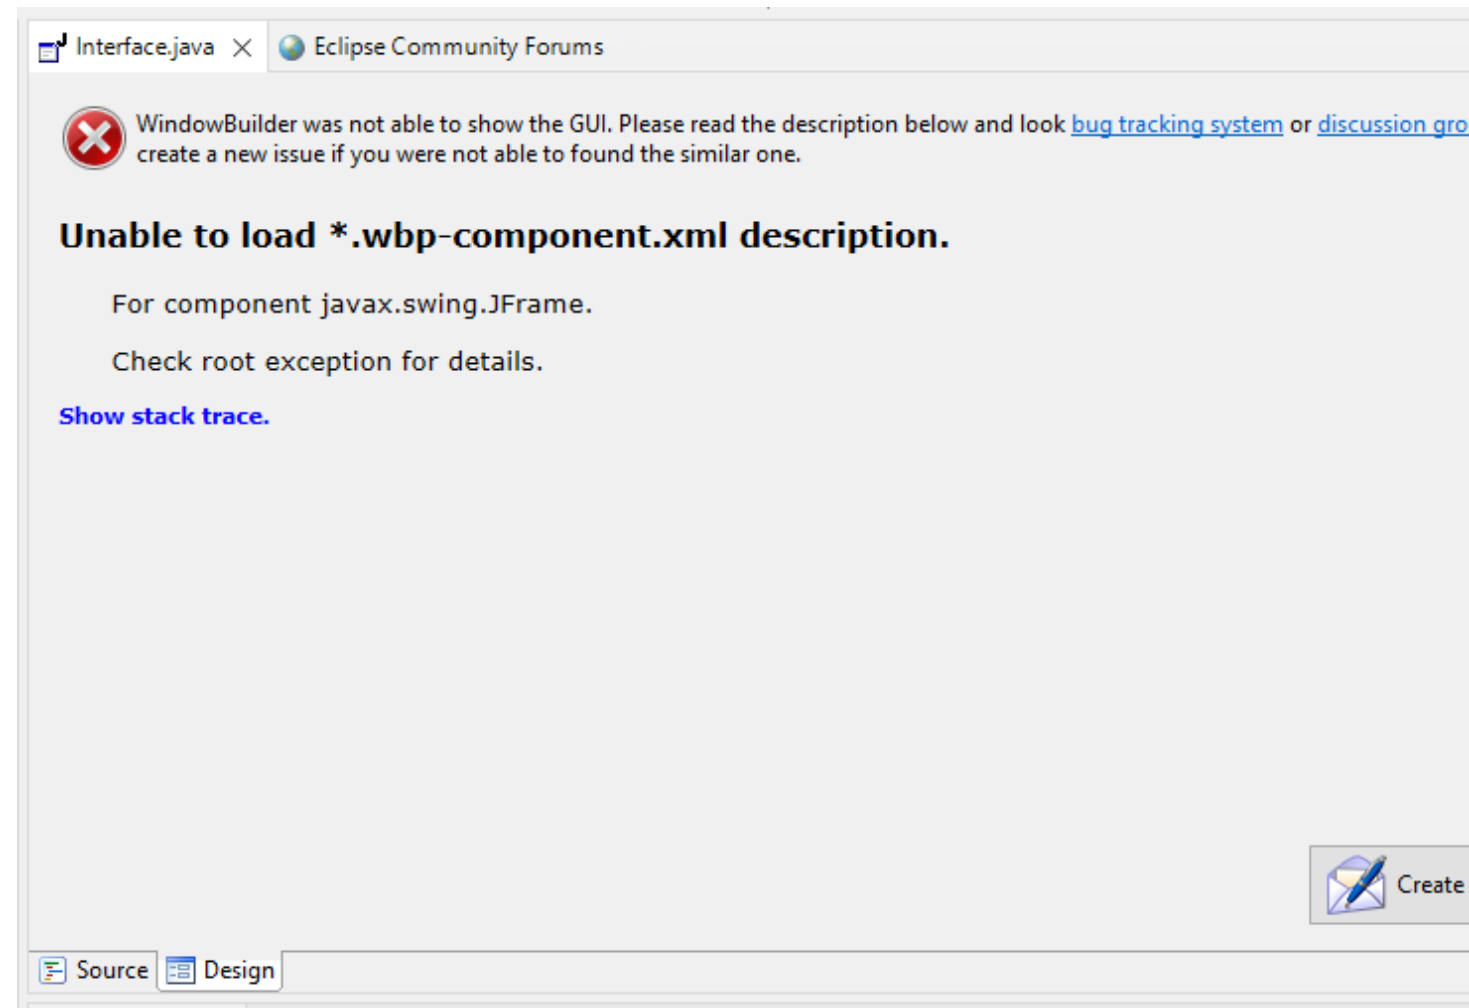 Interface.java
Eclipse Community Forums
WindowBuilder was not able to show the GUI. Please read the description below and look bug tracking system or discussion gro
create a new issue if you were not able to found the similar one.
Unable to load *.wbp-component.xml description.
For component javax.swing.JFrame.
Check root exception for details.
Show stack trace.
Create
Source Design